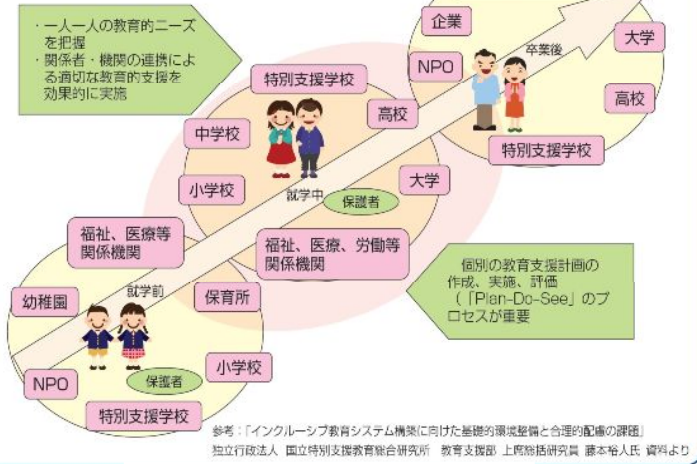 ・一人一人の教育的ニーズ
を把握
・関係者・機関の連携によ
る適切な教育的支援を
効果的に実施
企業
NPO
卒業後
大学
高校
特別支援学校
特別支援学校
中学校
高校
小学校
就学中
大学
保護者
福祉、医療、労働等
関係機関
福祉、医療等
関係機関
幼稚園
就学前
保育所
NPO
保護者
小学校
特別支援学校
個別の教育支援計画の
作成、実施、評価
(「Plan-Do-See」のプ
ロセスが重要
参考:「インクルーシブ教育システム構築に向けた基礎的環境整備と合理的配慮の課題」
独立行政法人 国立特別支援教育総合研究所 教育支援部 上席総括研究員 藤本裕人氏 資料より